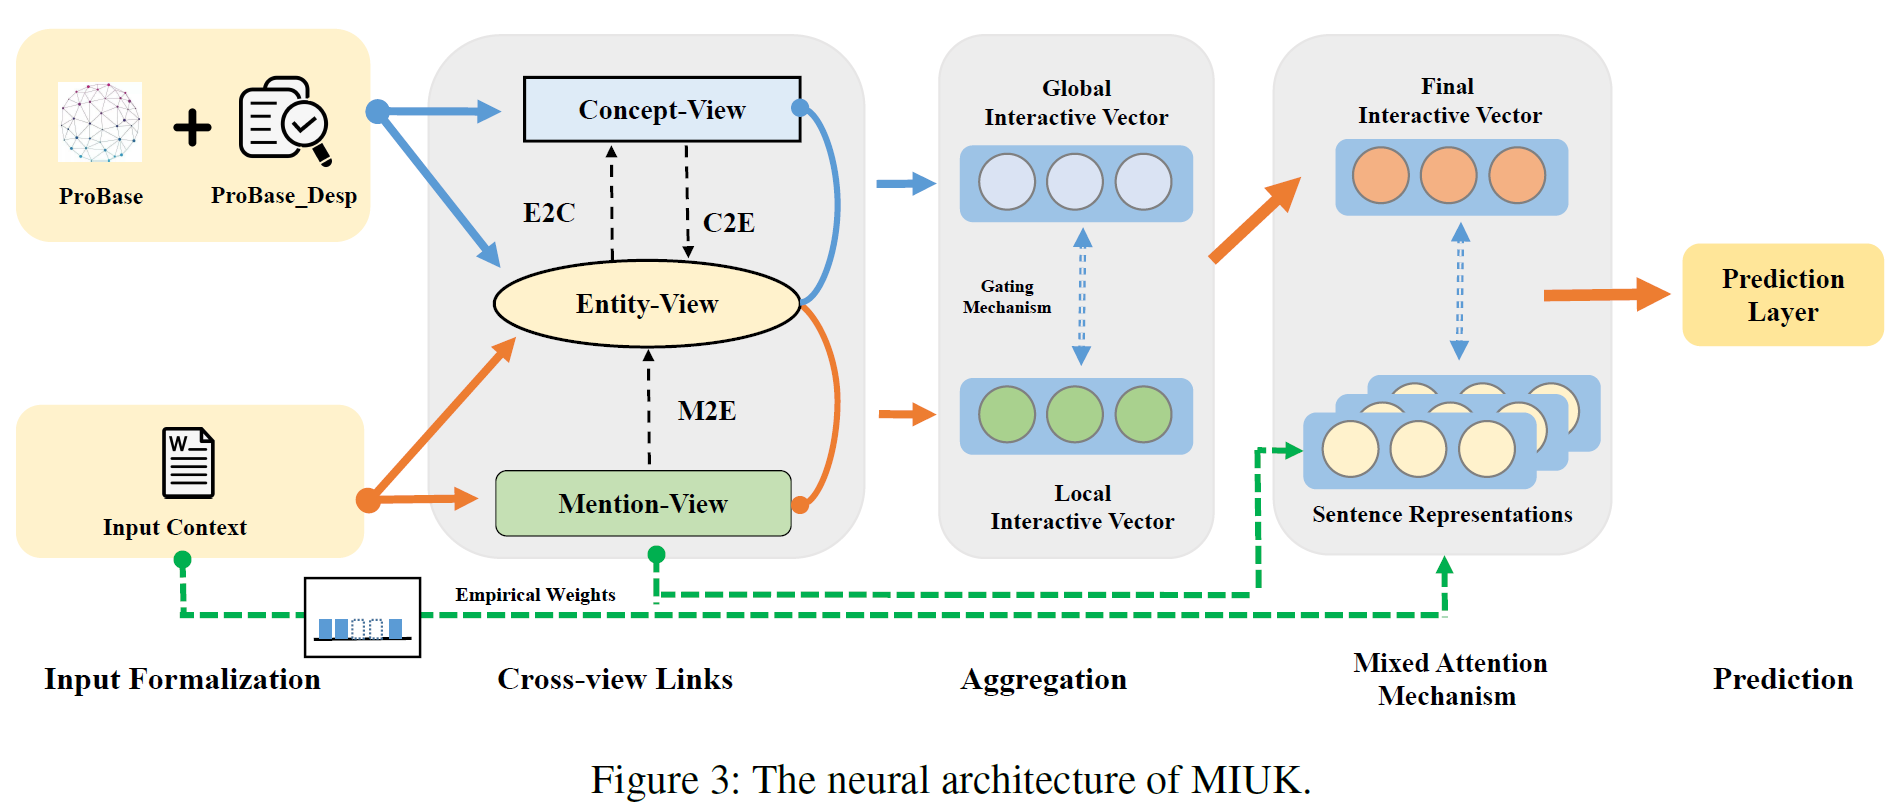 ProBase
ProBase_Desp
W
Input Context
Concept-View
E2C
C2E
Entity-View
M2E
Mention-View
Global
Interactive Vector
Gating
Mechanism
Local
Interactive Vector
Final
Interactive Vector
Sentence Representations
Prediction
Layer
Empirical Weights
Input Formalization
Cross-view Links
Aggregation
Mixed Attention
Mechanism
Prediction
Figure 3: The neural architecture of MIUK.